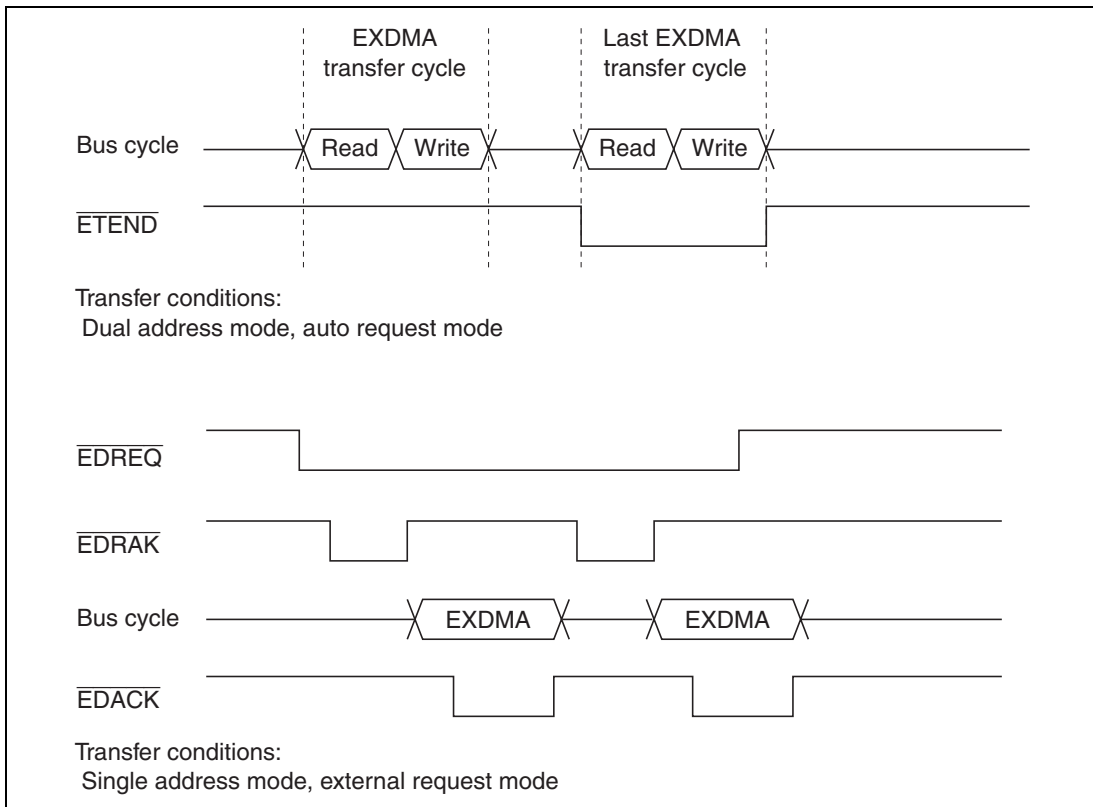 EXDMA
transfer cycle
Last EXDMA
transfer cycle
Bus cycle
Read
Write
Read
Write
ETEND
Transfer conditions:
Dual address mode, auto request mode
EDREQ
EDRAK
Bus cycle
EXDMA
EXDMA
EDACK
Transfer conditions:
Single address mode, external request mode